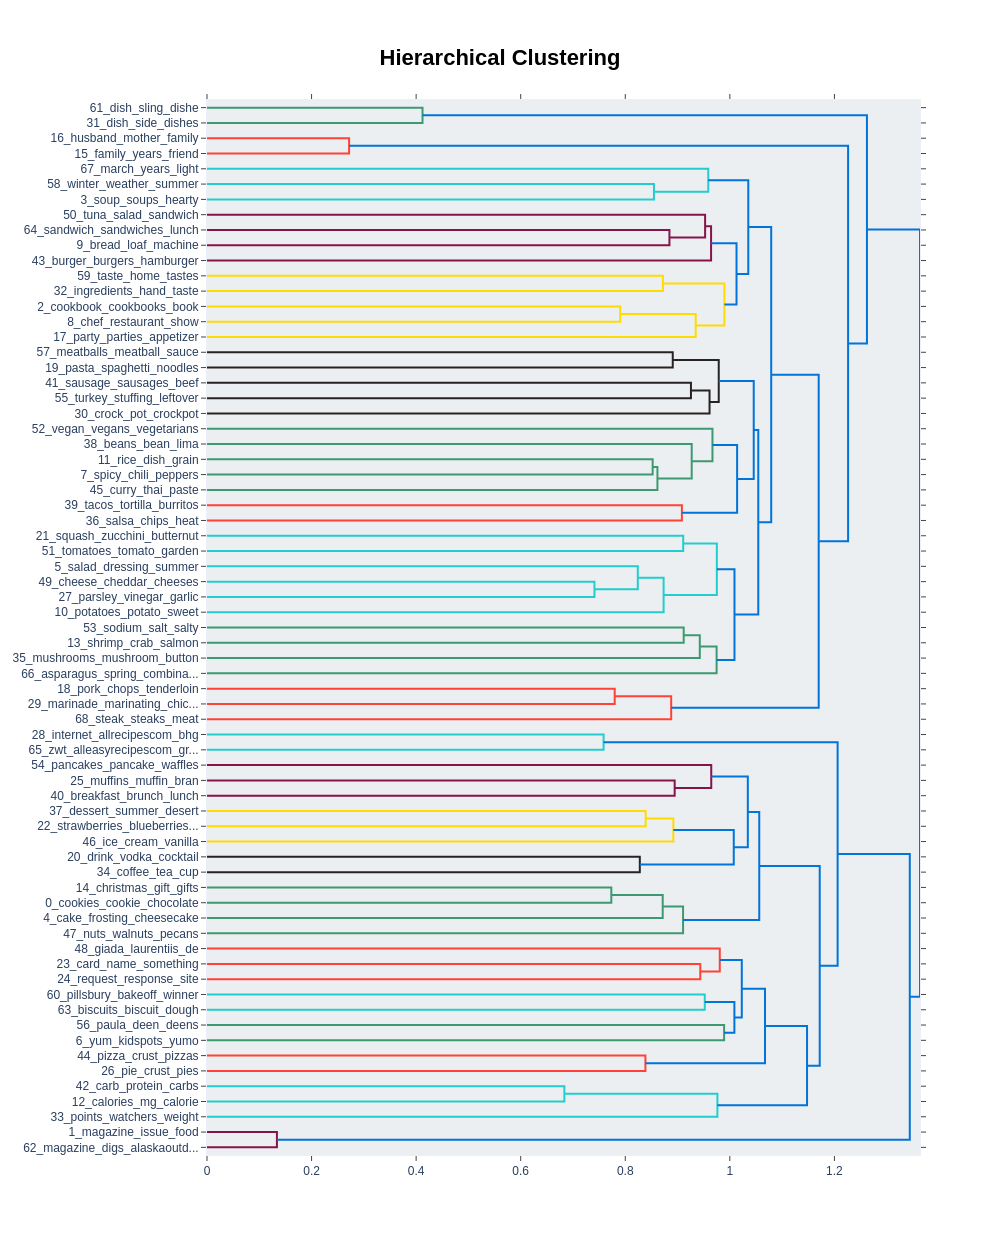 Hierarchical Clustering
61_dish_sling_dishe
31_dish_side_dishes
16_husband_mother_family
15_family_years_friend
67_march_years_light
58_winter_weather_summer
3_soup_soups_hearty
50_tuna_salad_sandwich
64_sandwich_sandwiches_lunch
9_bread_loaf_machine
43_burger_burgers_hamburger
59_taste_home_tastes
32_ingredients_hand_taste
2_cookbook_cookbooks_book
8_chef_restaurant_show
17_party_parties_appetizer
57_meatballs_meatball_sauce
19_pasta_spaghetti_noodles
41_sausage_sausages_beef
55_turkey_stuffing_leftover
30_crock_pot_crockpot
52_vegan_vegans_vegetarians
38_beans_bean_lima
11_rice_dish_grain
7_spicy_chili_peppers
45_curry_thai_paste
39_tacos_tortilla_burritos
36_salsa_chips_heat
21_squash_zucchini_butternut
51_tomatoes_tomato_garden
5_salad_dressing_summer
49_cheese_cheddar_cheeses
27_parsley_vinegar_garlic
10_potatoes_potato_sweet
53_sodium_salt_salty
13_shrimp_crab_salmon
35_mushrooms_mushroom_button
66_asparagus_spring_combina...
18_pork_chops_tenderloin
29_marinade_marinating_chic...
68_steak_steaks_meat
28_internet_allrecipescom_bhg
65_zwt_alleasyrecipescom_gr...
54_pancakes_pancake_waffles
25_muffins_muffin_bran
40_breakfast_brunch_lunch
37_dessert_summer_desert
22_strawberries_blueberries...
46_ice_cream_vanilla
20_drink_vodka_cocktail
34_coffee_tea_cup
14_christmas_gift_gifts
0_cookies_cookie_chocolate
4_cake_frosting_cheesecake
47_nuts_walnuts_pecans
48_giada_laurentiis_de
23_card_name_something
24_request_response_site
60_pillsbury_bakeoff_winner
63_biscuits_biscuit_dough
56_paula_deen_deens
6_yum_kidspots_yumo
44_pizza_crust_pizzas
26_pie_crust_pies
42_carb_protein_carbs
12_calories_mg_calorie
33_points_watchers_weight
1_magazine_issue_food
62_magazine_digs_alaskaoutd...
0 0.2 0.4 0.6 0.8 1 1.2